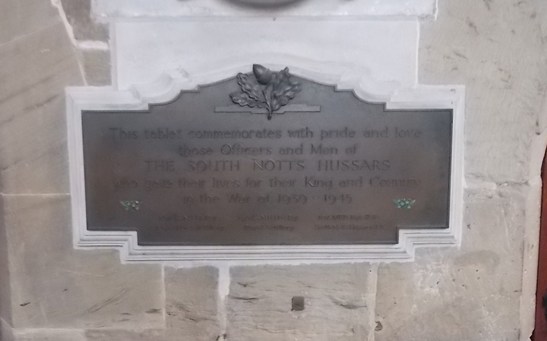 This tablet commemorates with pride and love
those Officers and Men of
THE SOUTH NOTTS HUSSARS
who gave their lives for their King and Country
in the War of 1939 - 1945